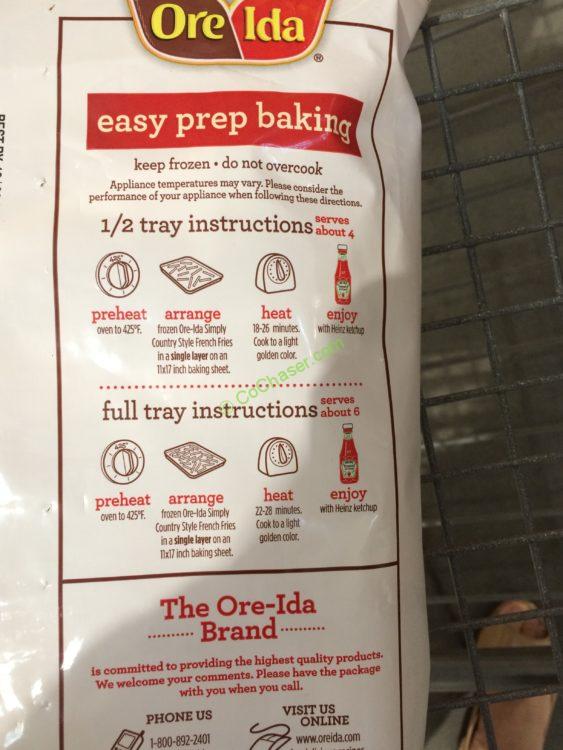 Ore Ida
®
easy prep baking
keep frozen • do not overcook
Appliance temperatures may vary. Please consider the
performance of your appliance when following these directions.
1/2 tray instructions serves about 4
425°
preheat
oven to 425°F.
arrange
frozen Ore-Ida Simply
Country Style French Fries
in a single layer on an
11x17 inch baking sheet.
heat
18-26 minutes.
Cook to a light
golden color.
enjoy
with Heinz ketchup
© CoChaser.com
full tray instructions serves about 6
425°
preheat
oven to 425°F.
arrange
frozen Ore-Ida Simply
Country Style French Fries
in a single layer on an
11x17 inch baking sheet.
heat
22-28 minutes.
Cook to a light
golden color.
enjoy
with Heinz ketchup
The Ore-Ida
Brand
is committed to providing the highest quality products.
We welcome your comments. Please have the package
with you when you call.
PHONE US
1-800-892-2401
VISIT US
ONLINE
www.oreida.com